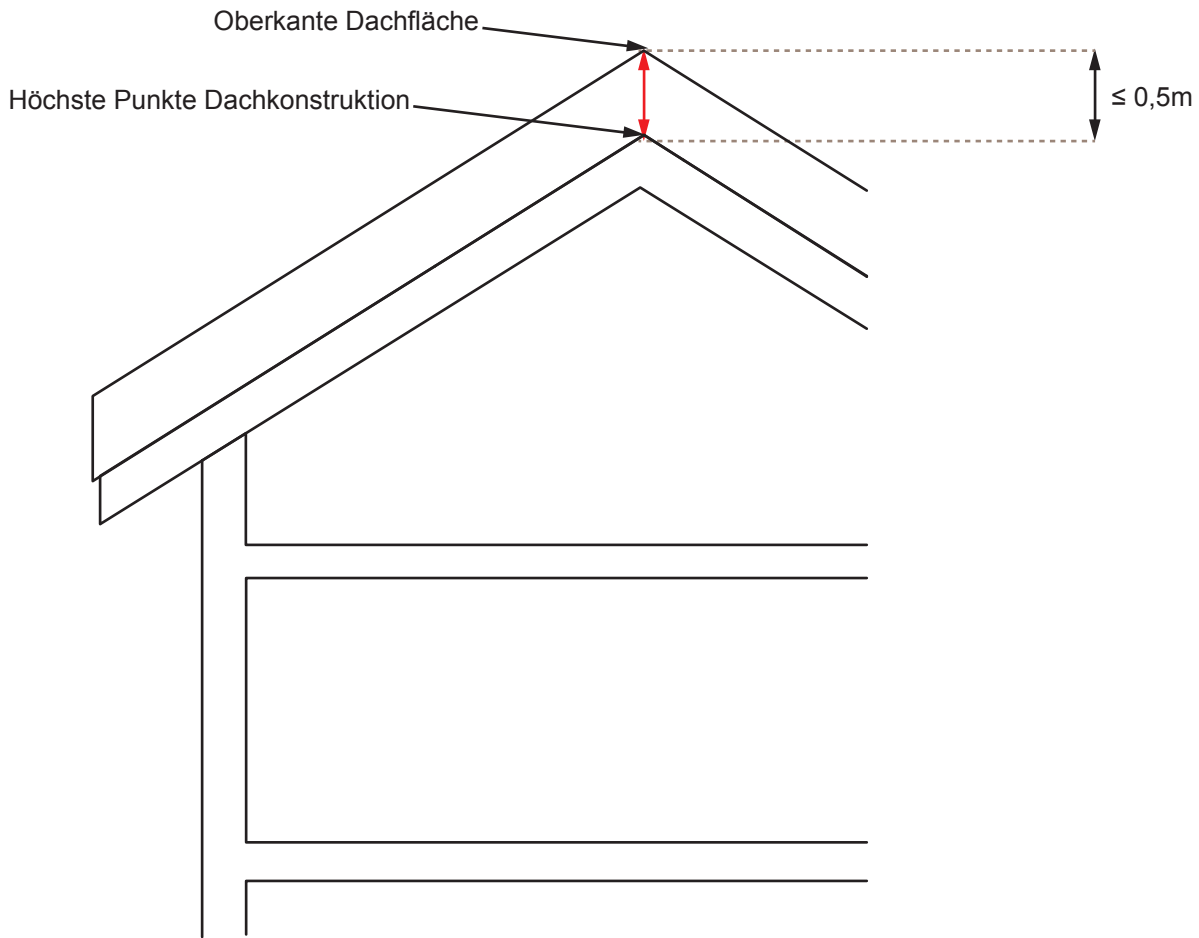 Oberkante Dachfläche
Höchste Punkte Dachkonstruktion
≤ 0,5m